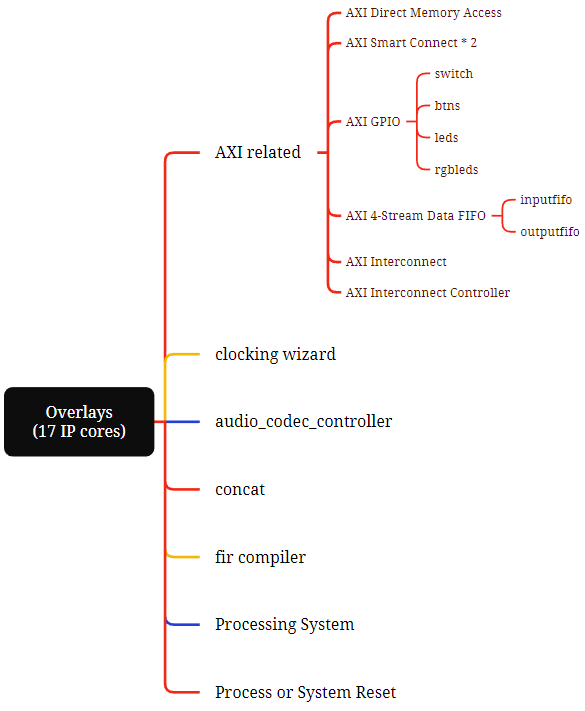 AXI Direct Memory Access
AXI Smart Connect * 2
switch
btns
AXI GPIO
leds
AXI related
rgbleds
inputfifo
AXI 4-Stream Data FIFO
outputfifo
AXI Interconnect
AXI Interconnect Controller
clocking wizard
Overlays
(17 IP cores)
audio_codec_controller
concat
fir compiler
Processing System
Process or System Reset